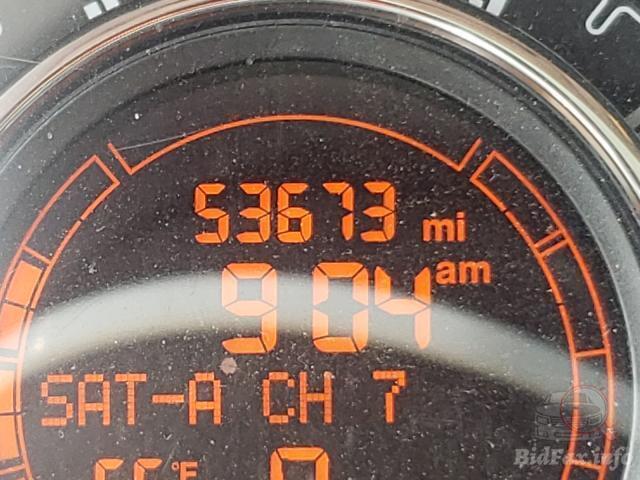 53673 mi
904 am
SAT-A CH 7
°F
BidFax.info